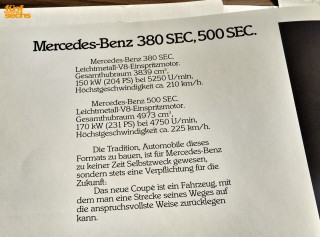 fünf
sechs
Mercedes-Benz 380 SEC, 500 SEC.
Mercedes-Benz 380 SEC.
Leichtmetall-V8-Einspritzmotor.
Gesamthubraum 3839 cm³,
150 kW (204 PS) bei 5250 U/min,
Höchstgeschwindigkeit ca. 210 km/h.
Mercedes-Benz 500 SEC.
Leichtmetall-V8-Einspritzmotor.
Gesamthubraum 4973 cm³,
170 kW (231 PS) bei 4750 U/min,
Höchstgeschwindigkeit ca. 225 km/h.
Die Tradition, Automobile dieses
Formats zu bauen, ist für Mercedes-Benz
zu keiner Zeit Selbstzweck gewesen,
sondern stets eine Verpflichtung für die
Zukunft:
Das neue Coupé ist ein Fahrzeug, mit
dem man eine Strecke seines Weges auf
die anspruchsvollste Weise zurücklegen
kann.